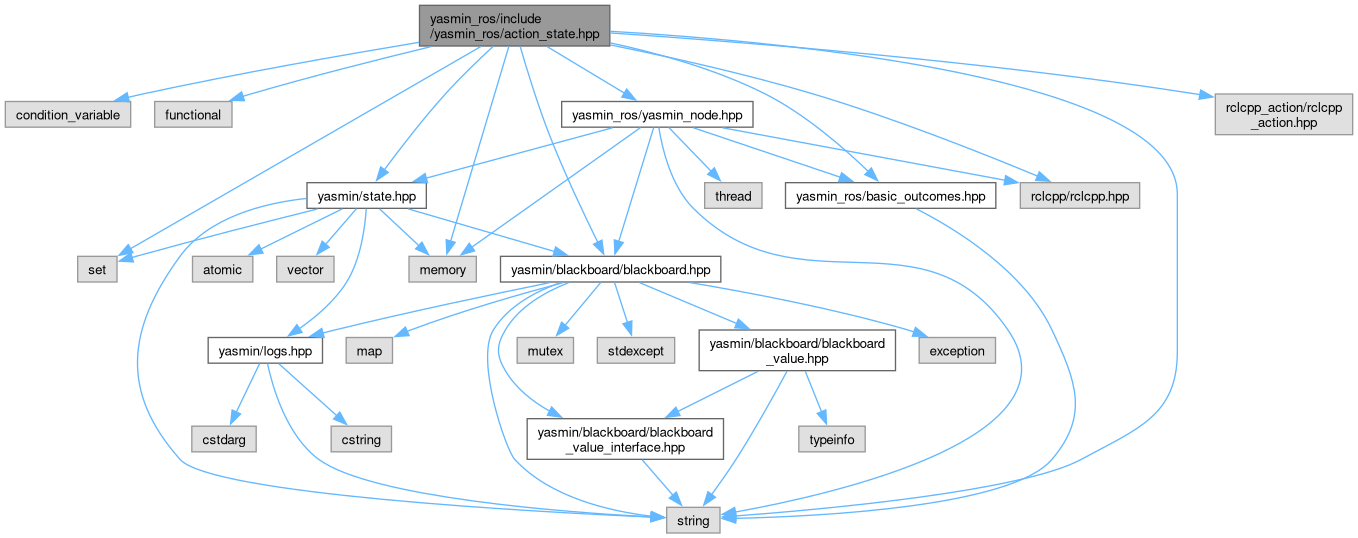 yasmin_ros/include
/yasmin_ros/action_state.hpp
condition_variable
functional
yasmin_ros/yasmin_node.hpp
rclcpp_action/rclcpp
_action.hpp
yasmin/state.hpp
thread
yasmin_ros/basic_outcomes.hpp
rclcpp/rclcpp.hpp
set
atomic
vector
memory
yasmin/blackboard/blackboard.hpp
yasmin/logs.hpp
map
mutex
stdexcept
yasmin/blackboard/blackboard
_value.hpp
exception
cstdarg
cstring
yasmin/blackboard/blackboard
_value_interface.hpp
typeinfo
string